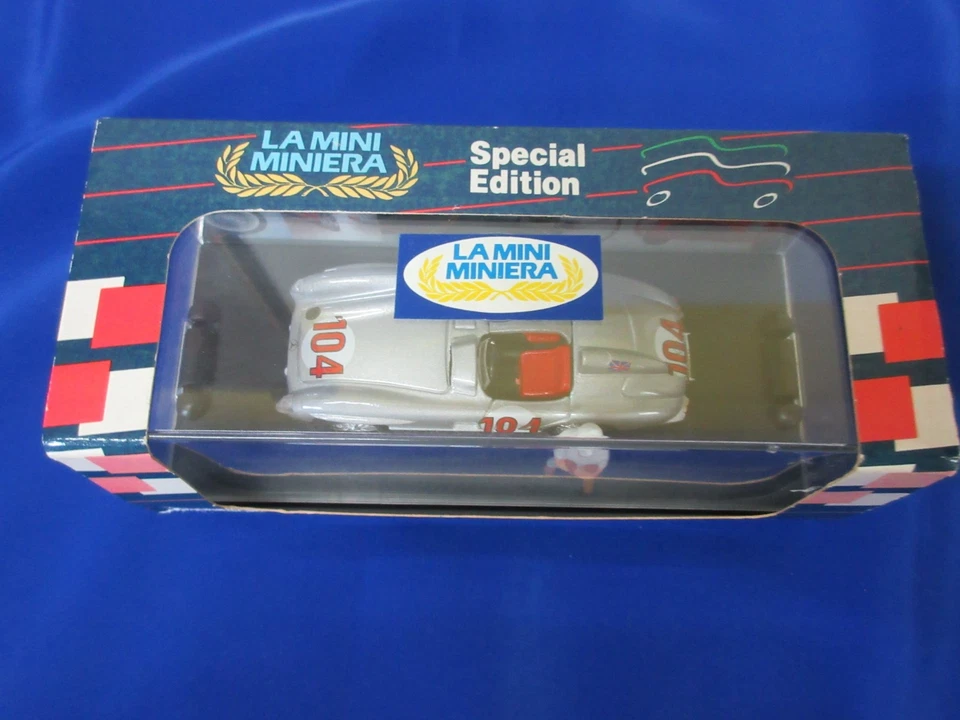 LA MINI
MINIERA
Special
Edition
LA MINI
MINIERA
104
104
104